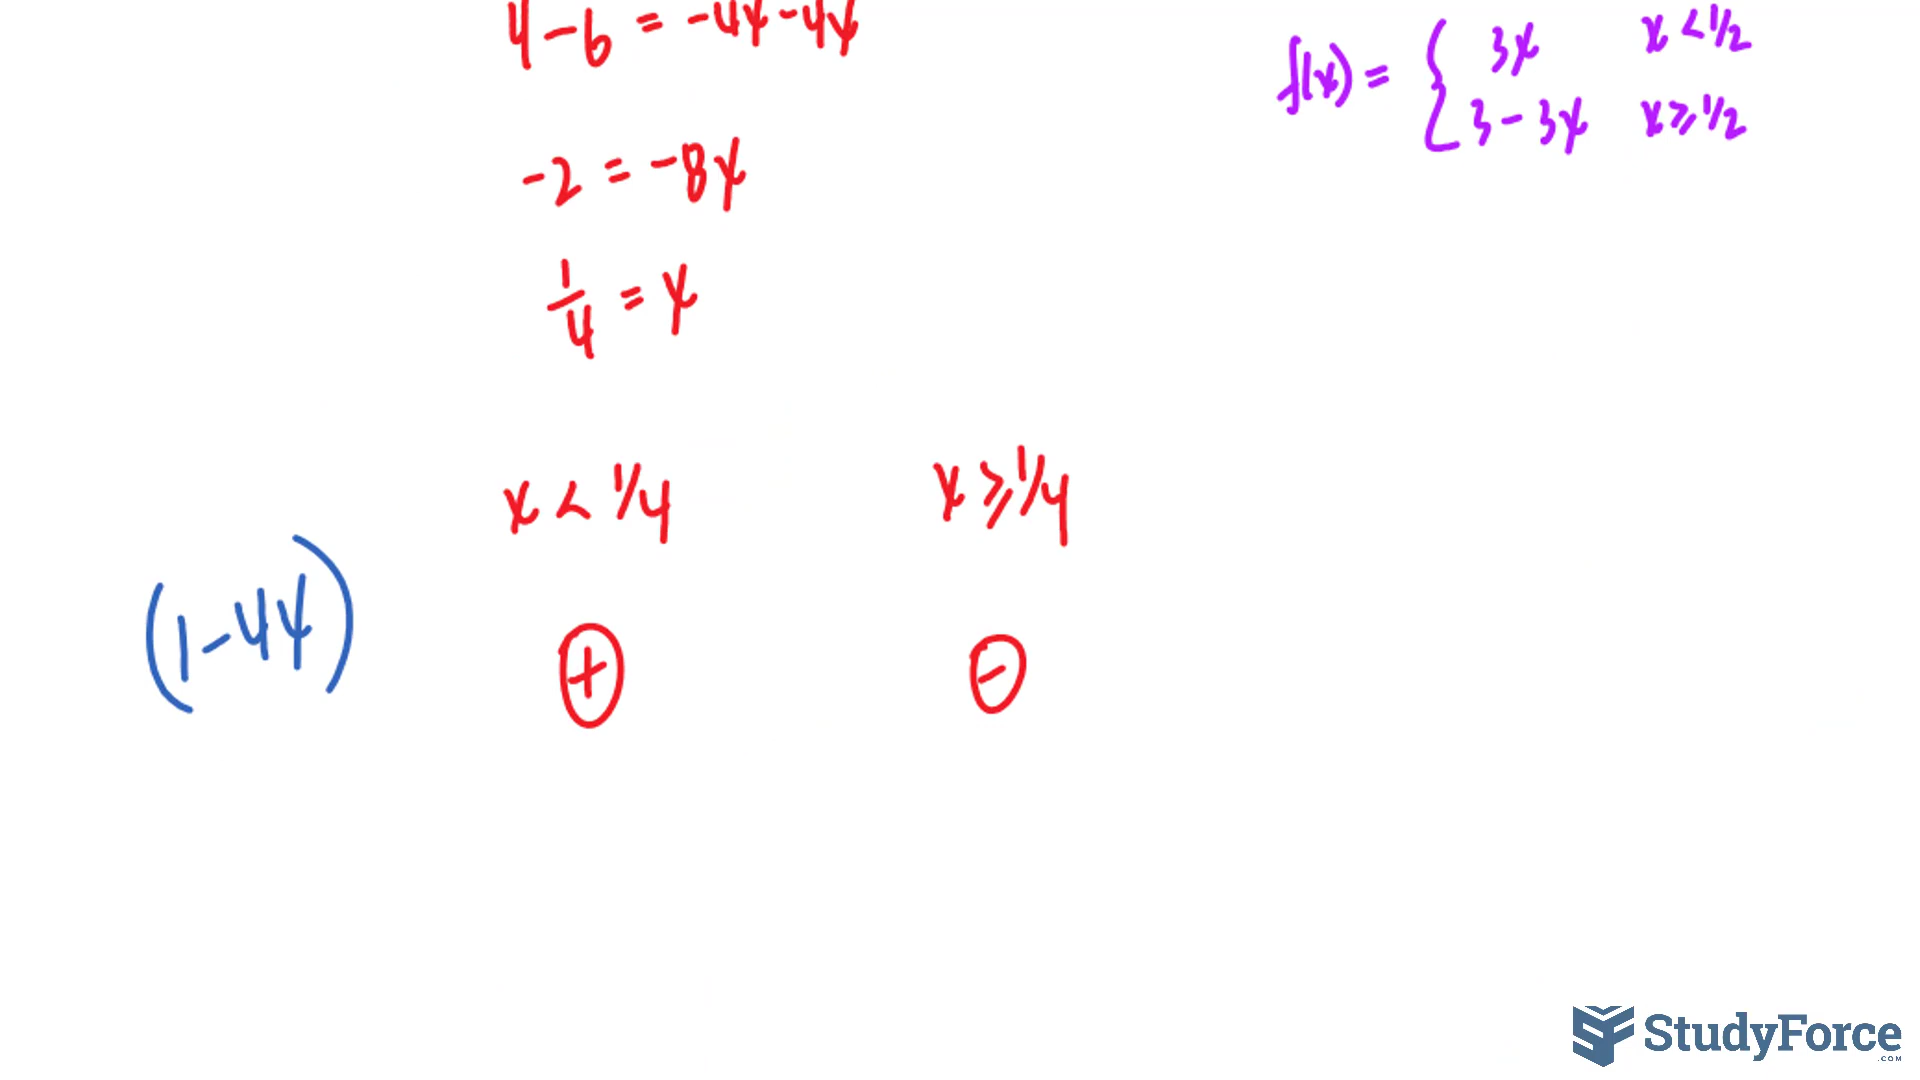 4 - 6 = -4x - 4x
f(x) = { 3x x < 1/2
3 - 3x x ≥ 1/2
-2 = -8x
1/4 = x
x < 1/4 x ≥ 1/4
(1 - 4x) + -
StudyForce
.COM